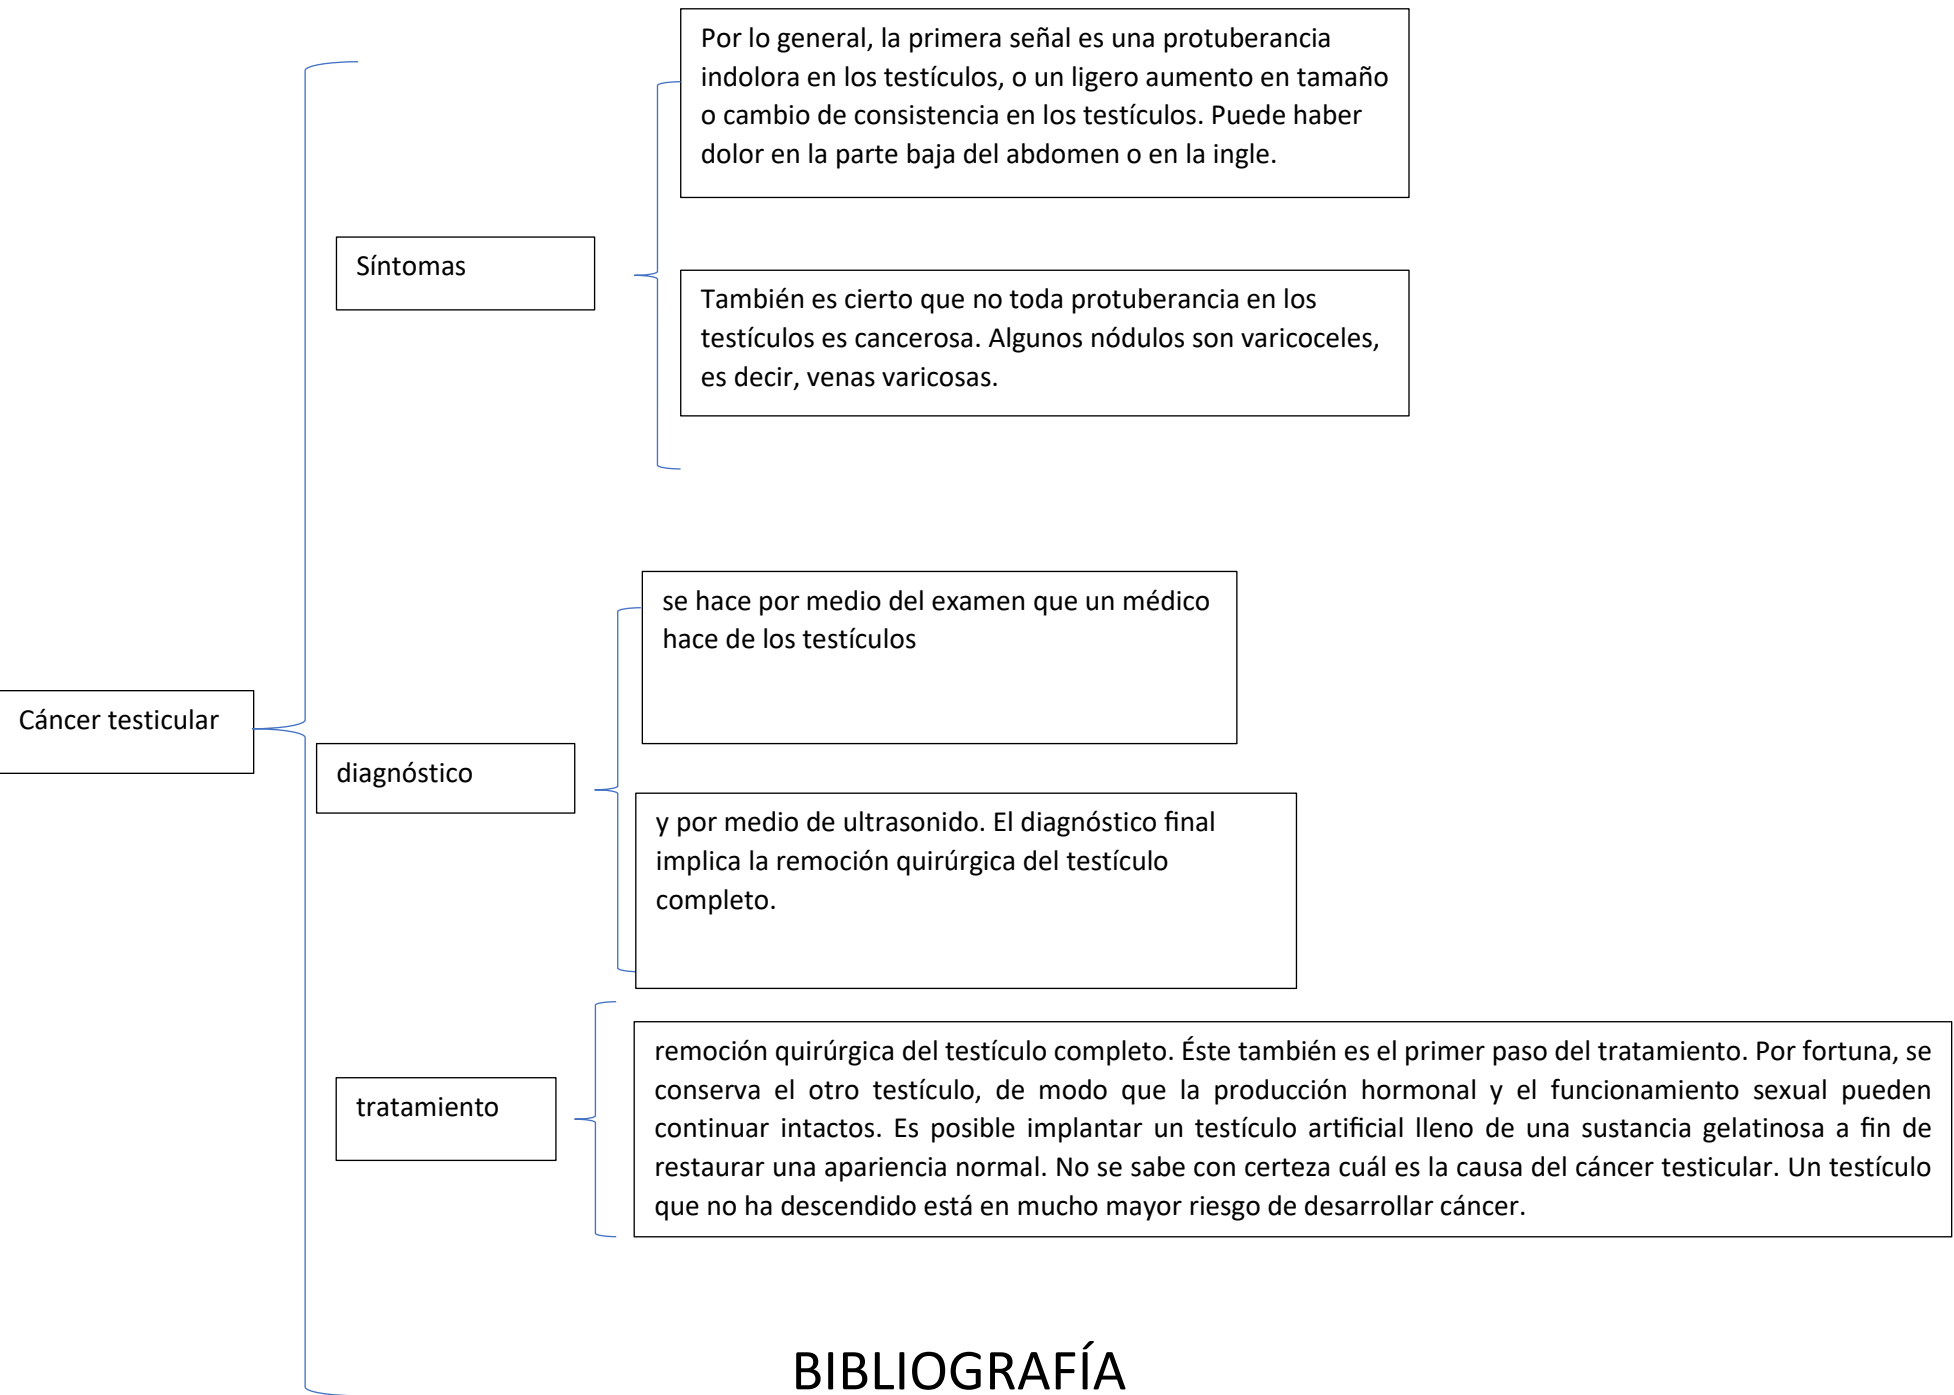 Cáncer testicular
Síntomas
Por lo general, la primera señal es una protuberancia
indolora en los testículos, o un ligero aumento en tamaño
o cambio de consistencia en los testículos. Puede haber
dolor en la parte baja del abdomen o en la ingle.
También es cierto que no toda protuberancia en los
testículos es cancerosa. Algunos nódulos son varicoceles,
es decir, venas varicosas.
diagnóstico
se hace por medio del examen que un médico
hace de los testículos
y por medio de ultrasonido. El diagnóstico final
implica la remoción quirúrgica del testículo
completo.
tratamiento
remoción quirúrgica del testículo completo. Éste también es el primer paso del tratamiento. Por fortuna, se
conserva el otro testículo, de modo que la producción hormonal y el funcionamiento sexual pueden
continuar intactos. Es posible implantar un testículo artificial lleno de una sustancia gelatinosa a fin de
restaurar una apariencia normal. No se sabe con certeza cuál es la causa del cáncer testicular. Un testículo
que no ha descendido está en mucho mayor riesgo de desarrollar cáncer.
BIBLIOGRAFÍA